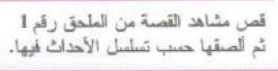 قص مشاهد القصة من الملحق رقم 1
ثم ألصقها حسب تسلسل الأحداث فيها.